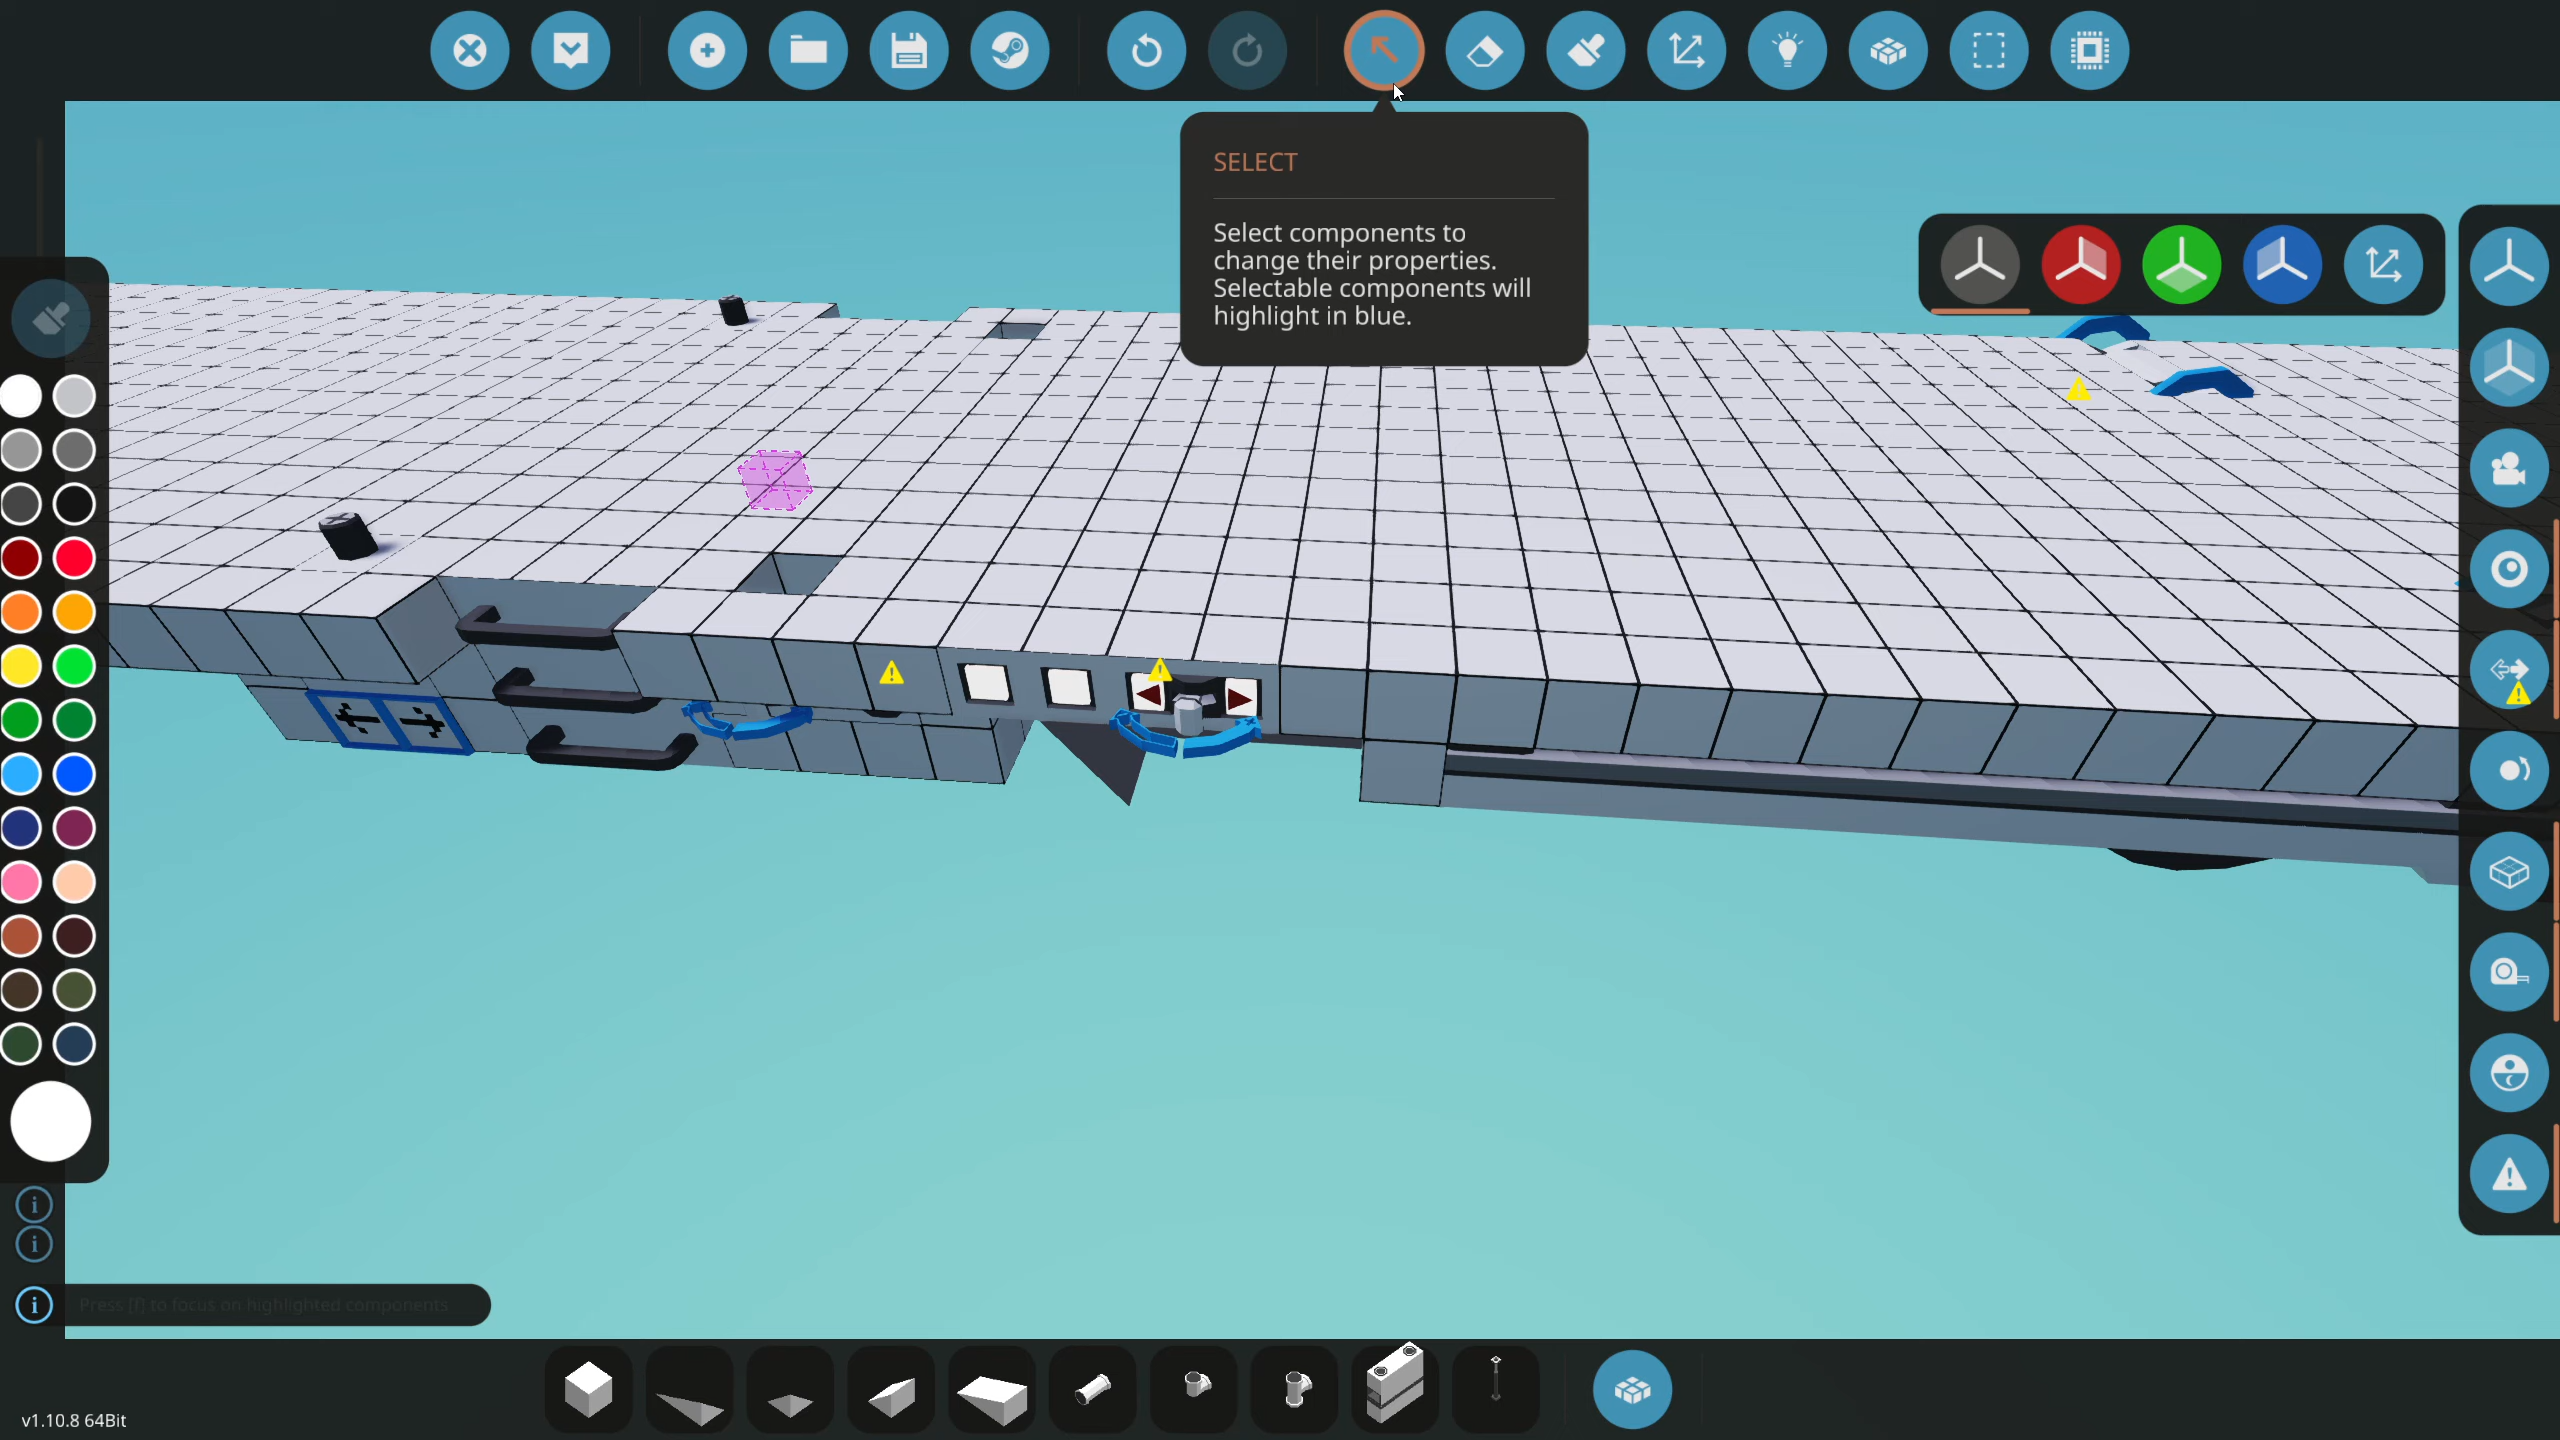 SELECT
Select components to
change their properties.
Selectable components will
highlight in blue.
Press [f] to focus on highlighted components
v1.10.8 64Bit